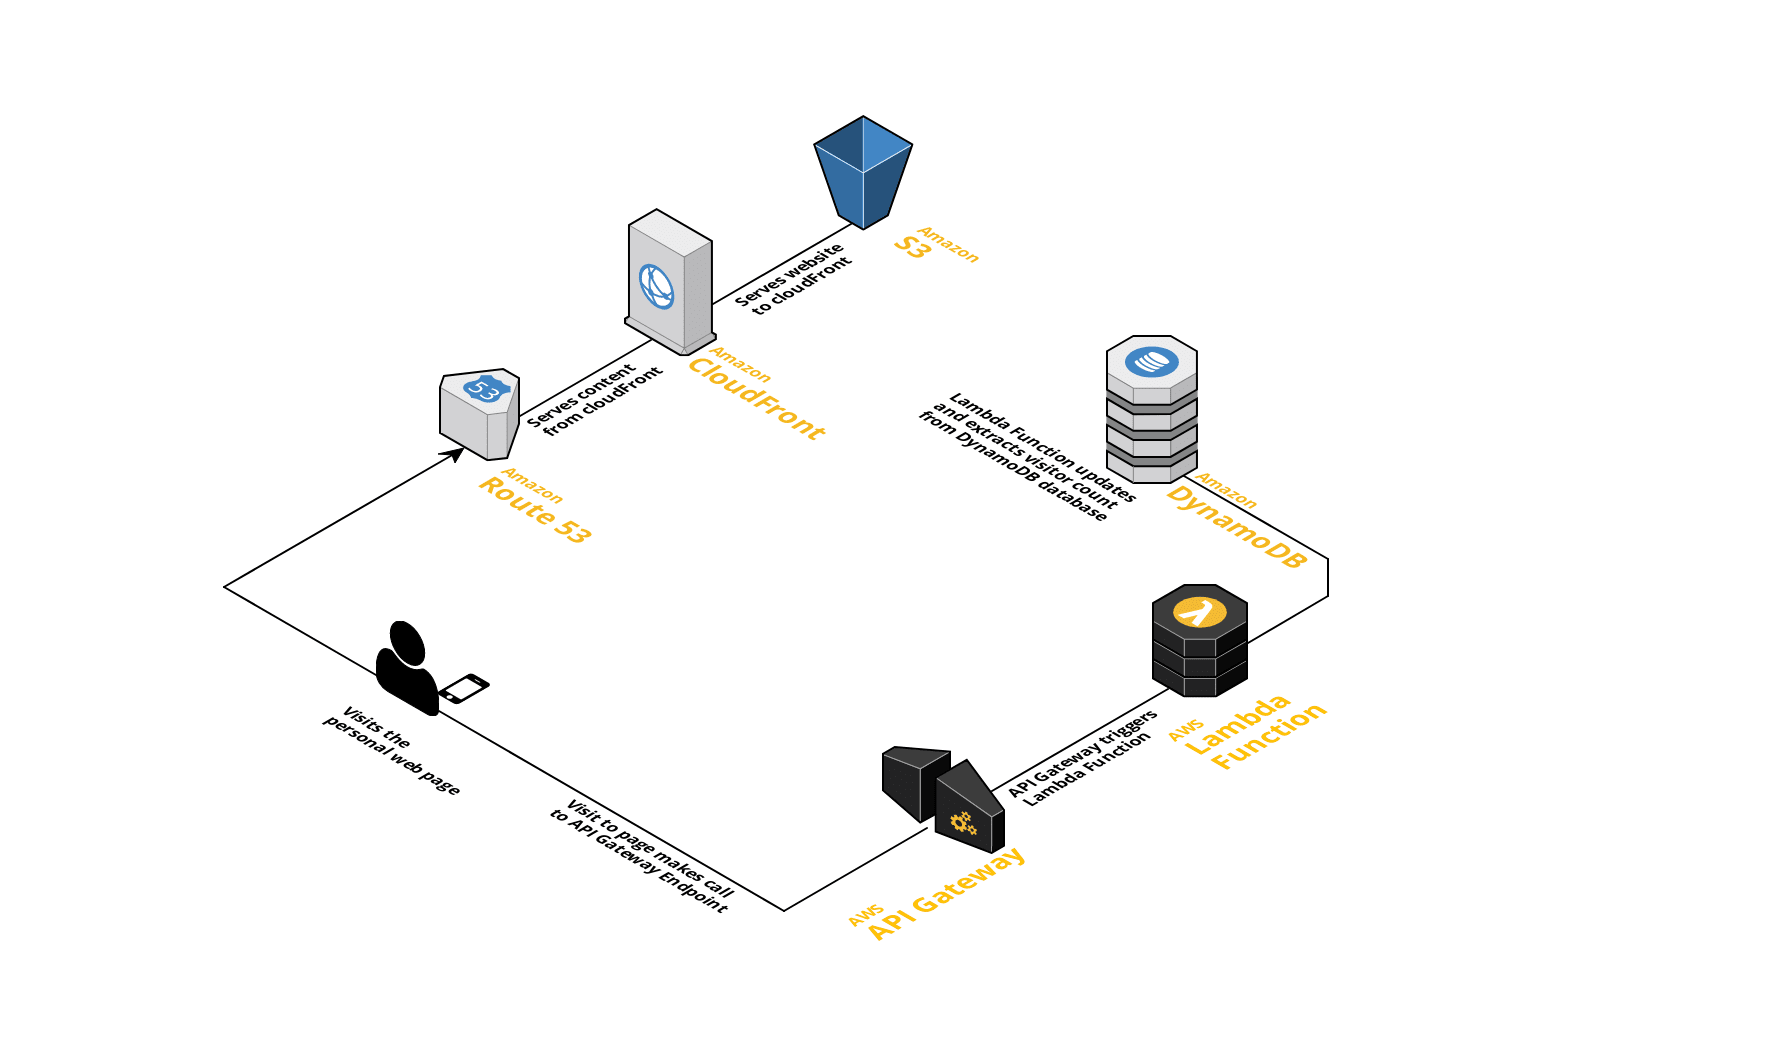 Amazon
S3
Serves website
to cloudFront
Amazon
CloudFront
Serves content
from cloudFront
53
Amazon
Route 53
Lambda Function updates
and extracts visitor count
from DynamoDB database
Amazon
DynamoDB
λ
AWS
Lambda
Function
API Gateway triggers
Lambda Function
AWS
API Gateway
Visits the
personal web page
Visit to page makes call
to API Gateway Endpoint